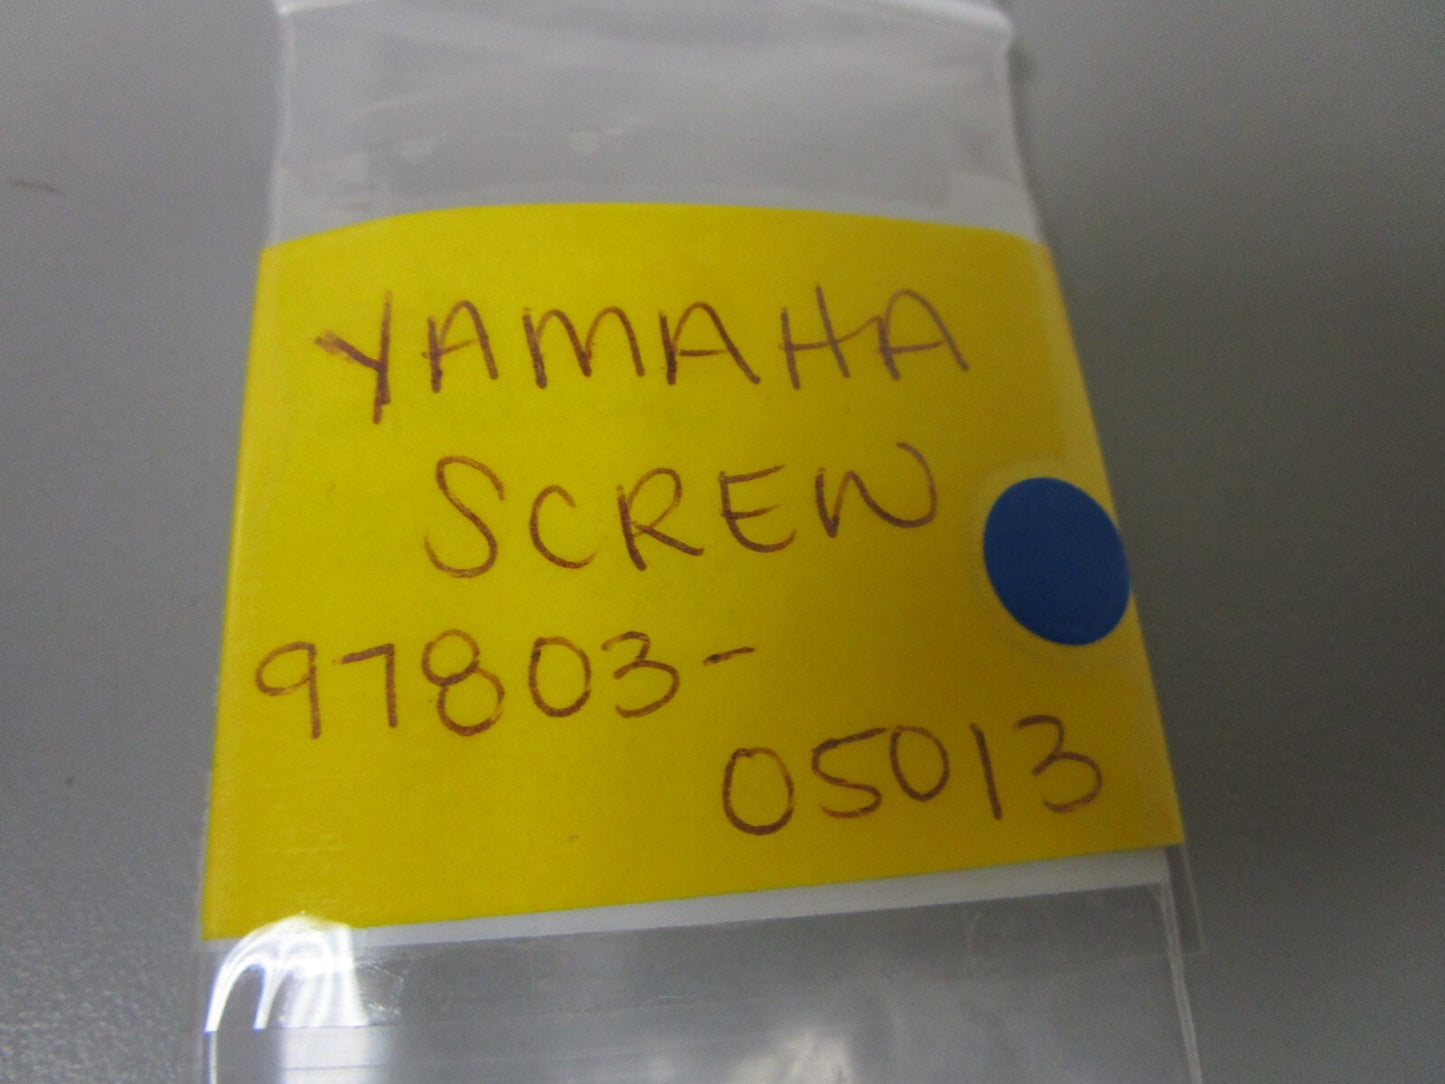 YAMAHA
SCREW
97803-
05013